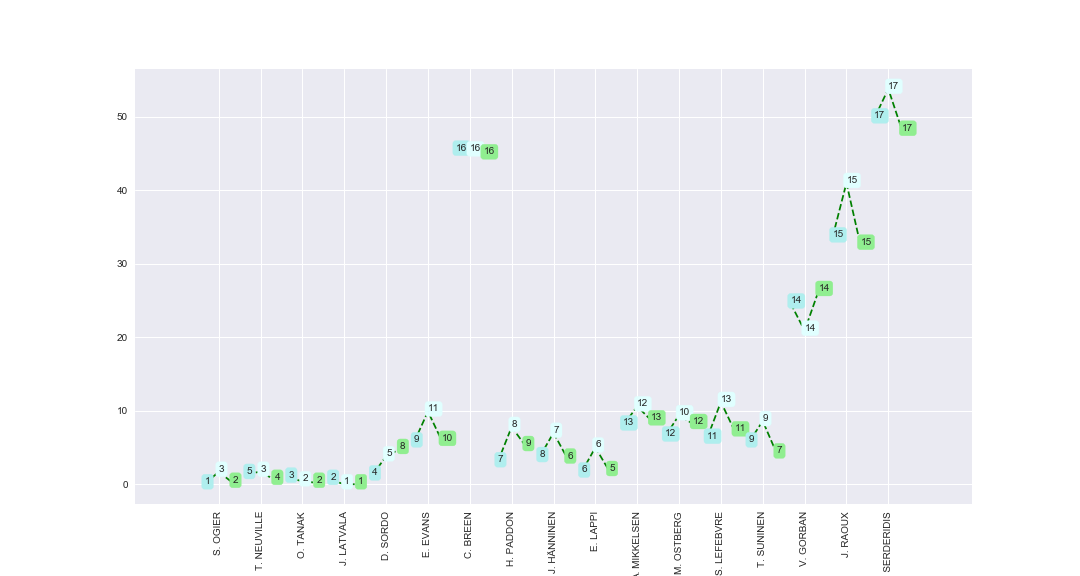 50
40
30
20
10
0
1 3 2
5 3 4
3 2 2
2 1 1
4 5 8
9 11 10
16 16 16
7 8 9
8 7 6
6 6 5
13 12 13
12 10 12
11 13 11
9 9 7
14 14 14
15 15 15
17 17 17
S. OGIER
T. NEUVILLE
O. TANAK
J. LATVALA
D. SORDO
E. EVANS
C. BREEN
H. PADDON
J. HANNINEN
E. LAPPI
MIKKELSEN
M. OSTBERG
S. LEFEBVRE
T. SUNINEN
V. GORBAN
J. RAOUX
SERDERIDIS